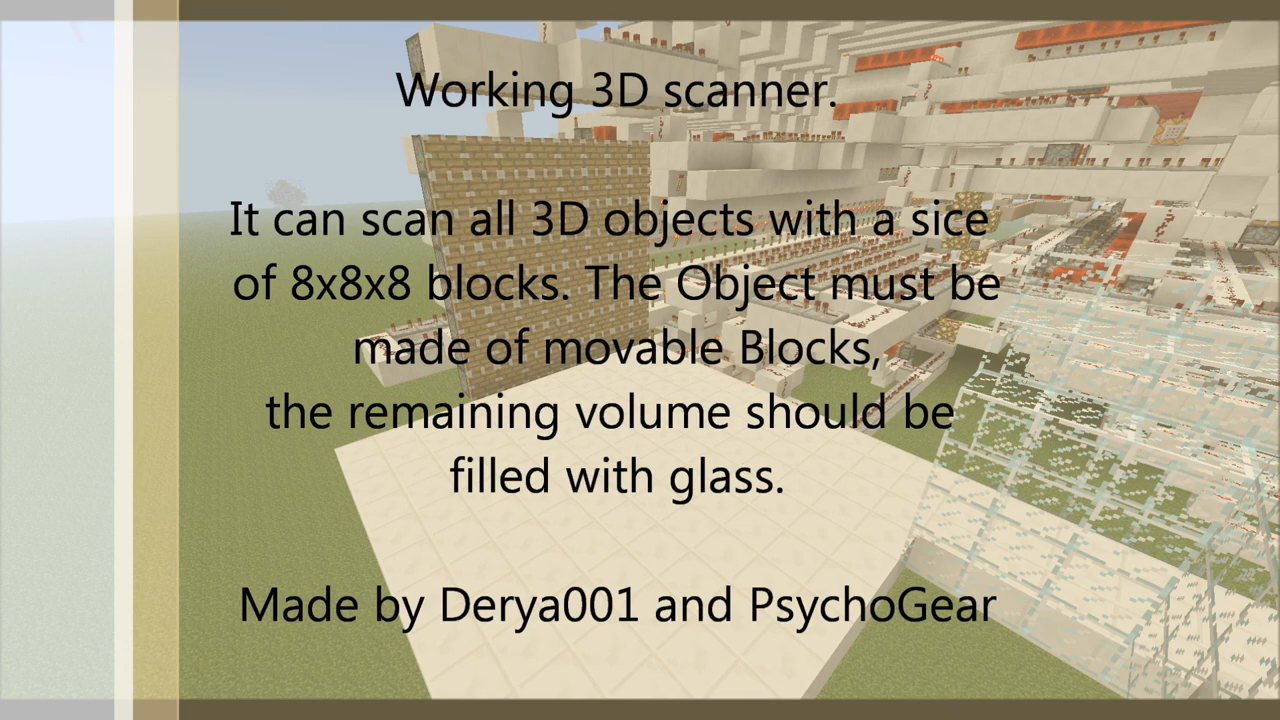 Working 3D scanner.
It can scan all 3D objects with a sice
of 8x8x8 blocks. The Object must be
made of movable Blocks,
the remaining volume should be
filled with glass.
Made by Derya001 and PsychoGear